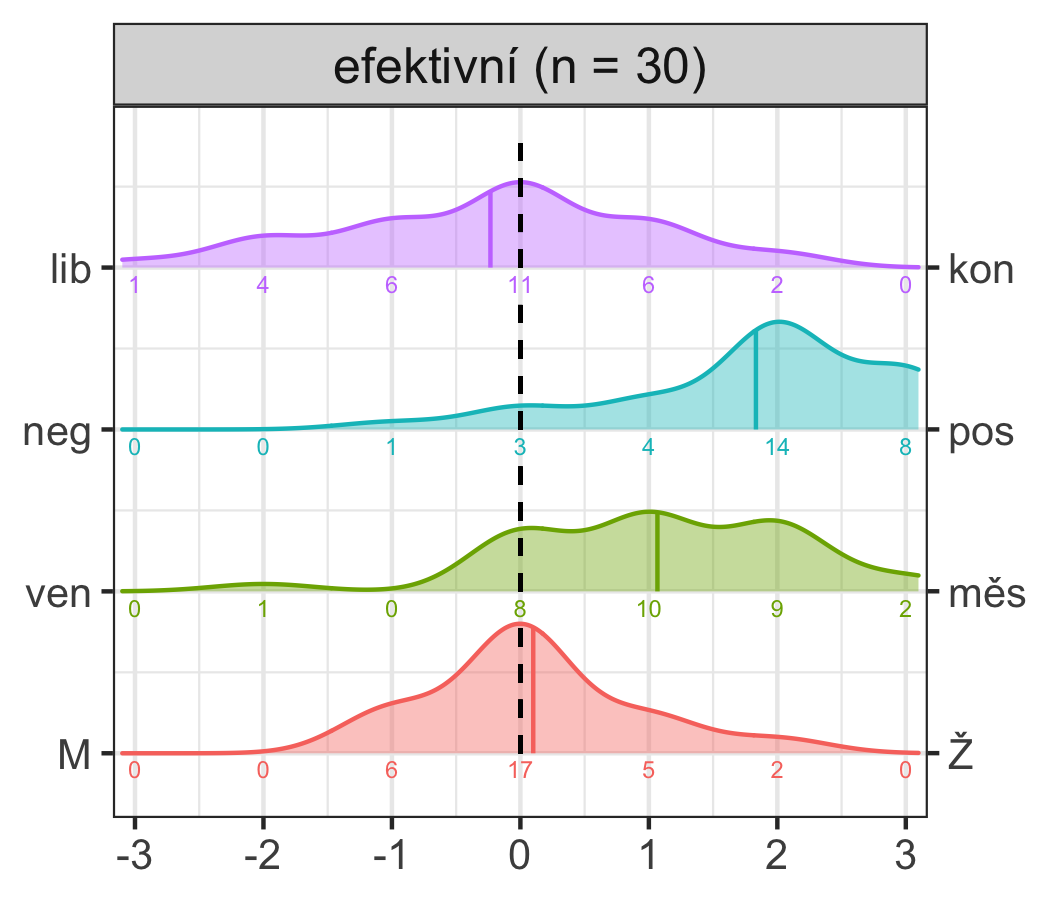 efektivní (n = 30)
lib kon
1 4 6 11 6 2 0
neg pos
0 0 1 3 4 14 8
ven měs
0 1 0 8 10 9 2
M Ž
0 0 6 17 5 2 0
-3 -2 -1 0 1 2 3